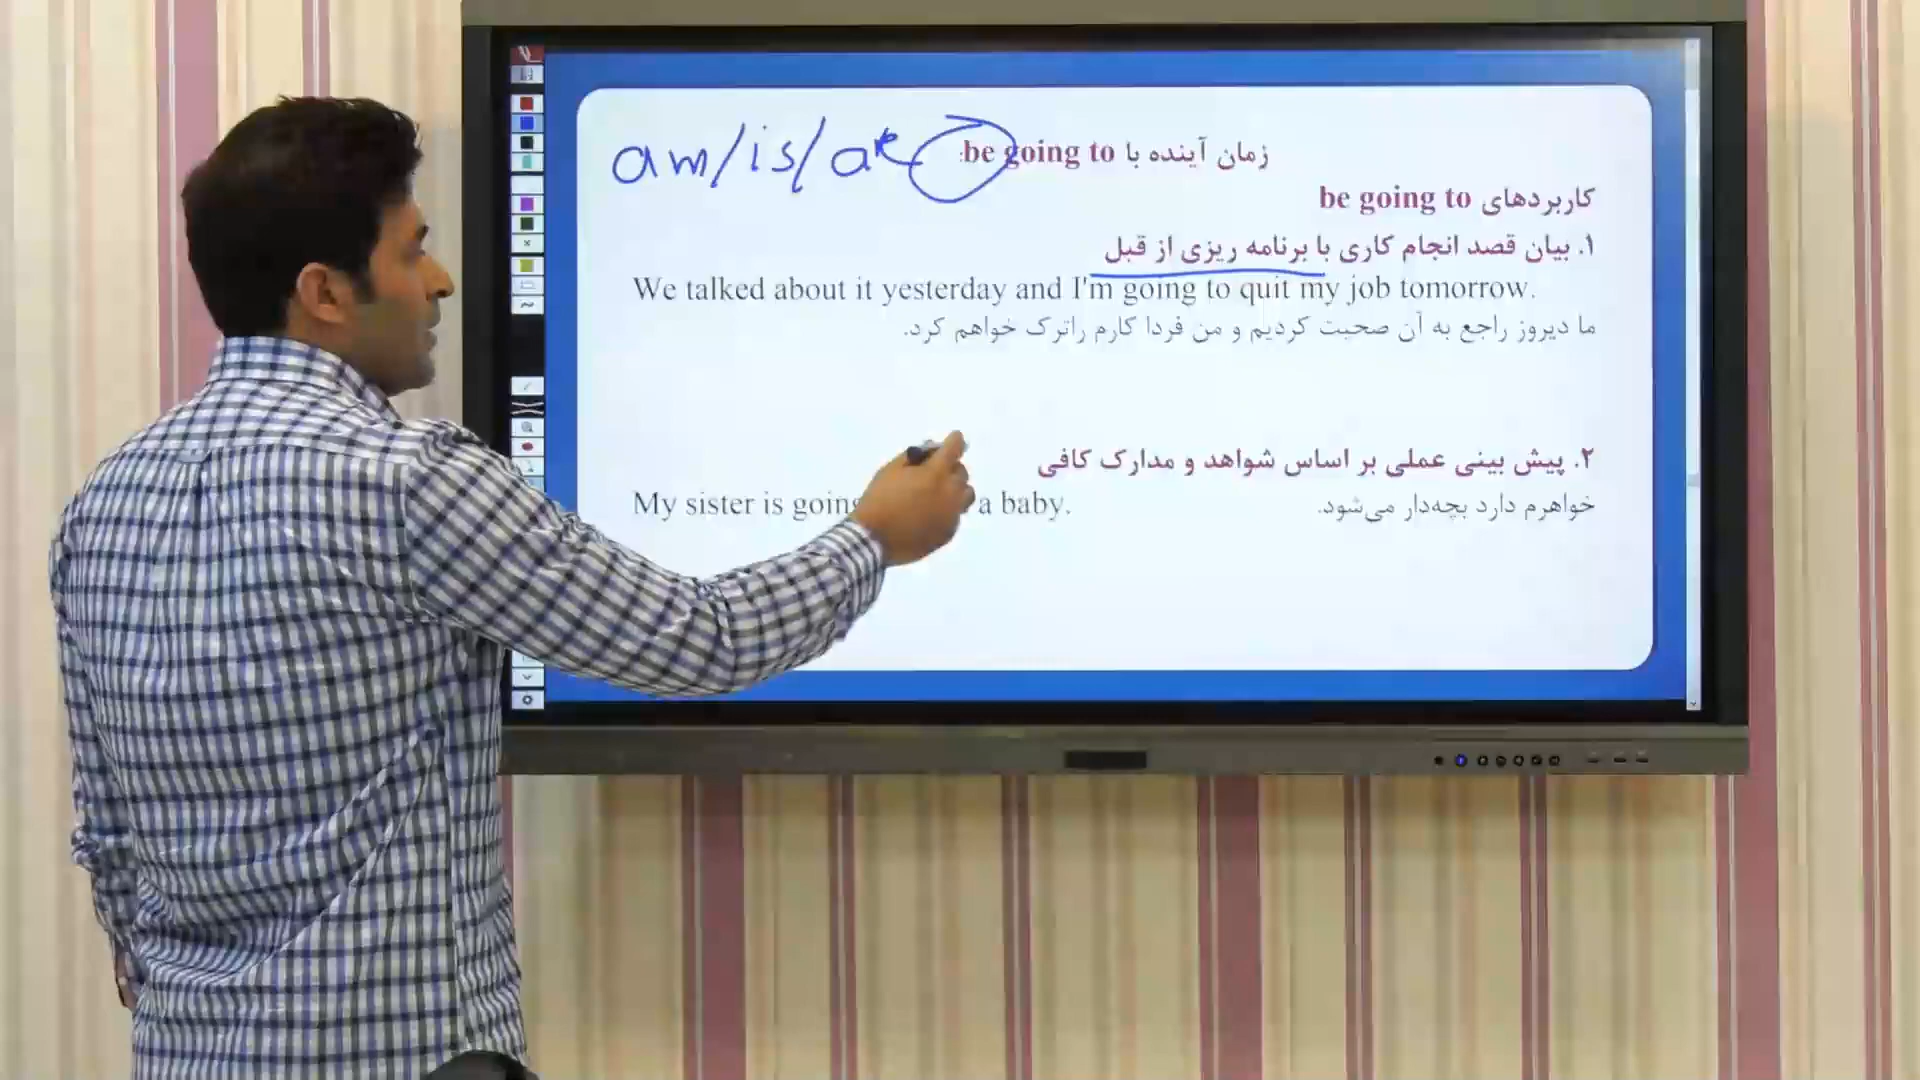 am/is/are
زمان آینده با be going to:
کاربردهای be going to
۱. بیان قصد انجام کاری با برنامه ریزی از قبل
We talked about it yesterday and I'm going to quit my job tomorrow.
ما دیروز راجع به آن صحبت کردیم و من فردا کارم راترک خواهم کرد.
۲. پیش بینی عملی بر اساس شواهد و مدارک کافی
My sister is going a baby.
خواهرم دارد بچه‌دار می‌شود.